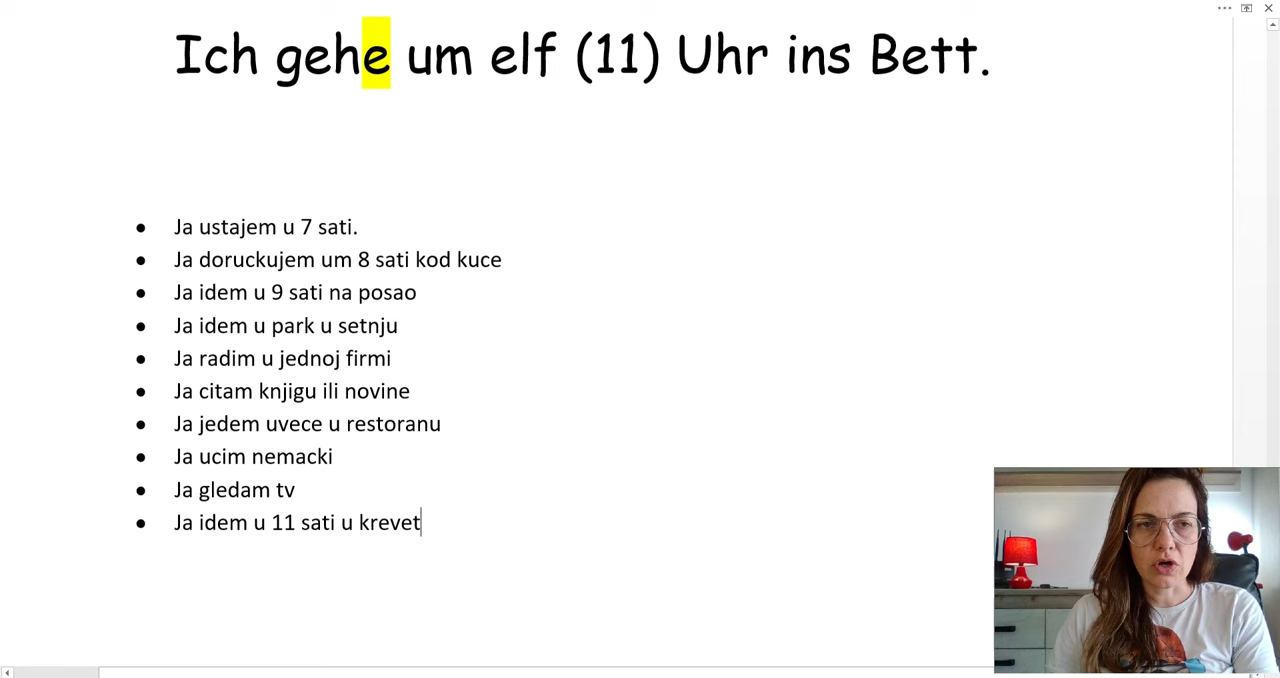 Ich gehe um elf (11) Uhr ins Bett.
● Ja ustajem u 7 sati.
● Ja doruckujem um 8 sati kod kuce
● Ja idem u 9 sati na posao
● Ja idem u park u setnju
● Ja radim u jednoj firmi
● Ja citam knjigu ili novine
● Ja jedem uvece u restoranu
● Ja ucim nemacki
● Ja gledam tv
● Ja idem u 11 sati u krevet